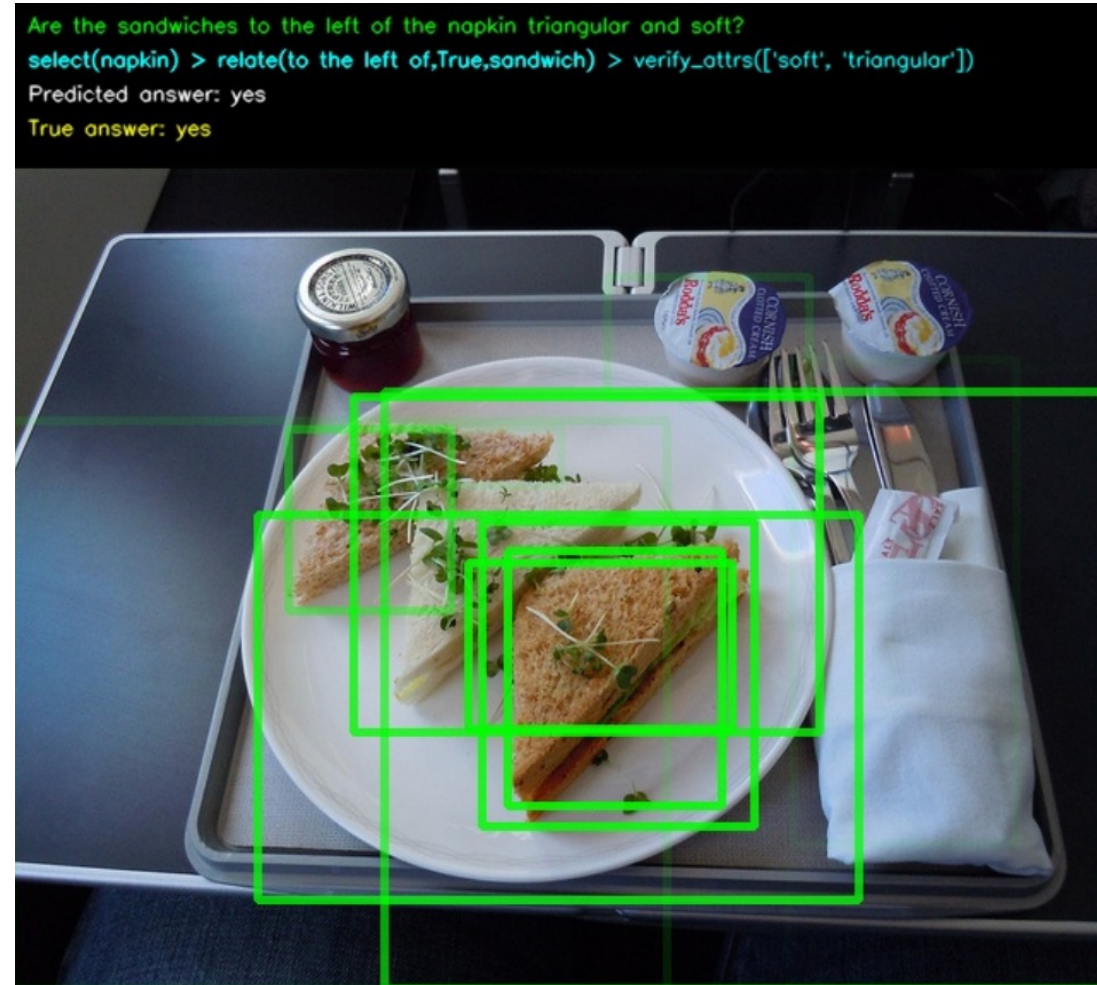 Are the sandwiches to the left of the napkin triangular and soft?
select(napkin) > relate(to the left of,True,sandwich) > verify_attrs(['soft', 'triangular'])
Predicted answer: yes
True answer: yes
Rodda's
CORNISH
CLOTTED CREAM
Rodda's
CORNISH
CLOTTED CREAM